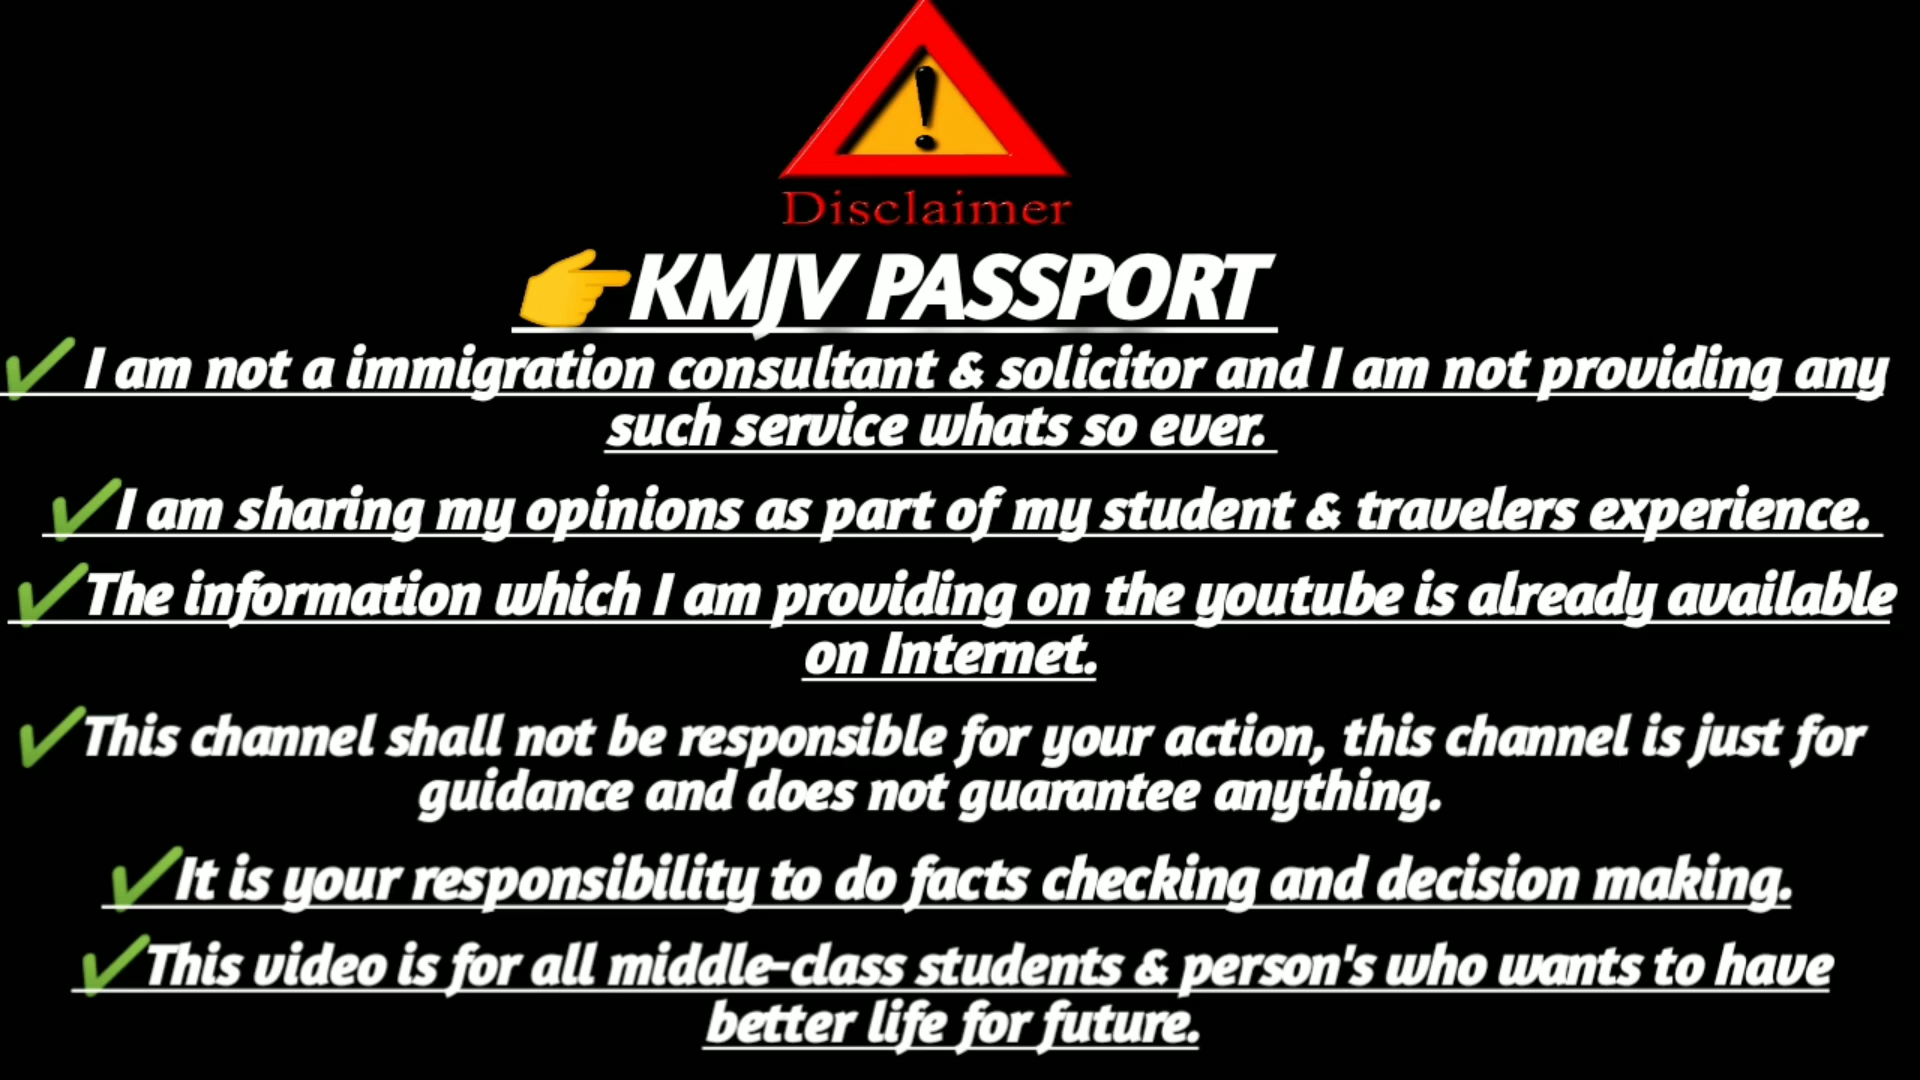 Disclaimer
👉KMJV PASSPORT
✔ I am not a immigration consultant & solicitor and I am not providing any
such service whats so ever.
✔I am sharing my opinions as part of my student & travelers experience.
✔The information which I am providing on the youtube is already available
on Internet.
✔This channel shall not be responsible for your action, this channel is just for
guidance and does not guarantee anything.
✔It is your responsibility to do facts checking and decision making.
✔This video is for all middle-class students & person's who wants to have
better life for future.